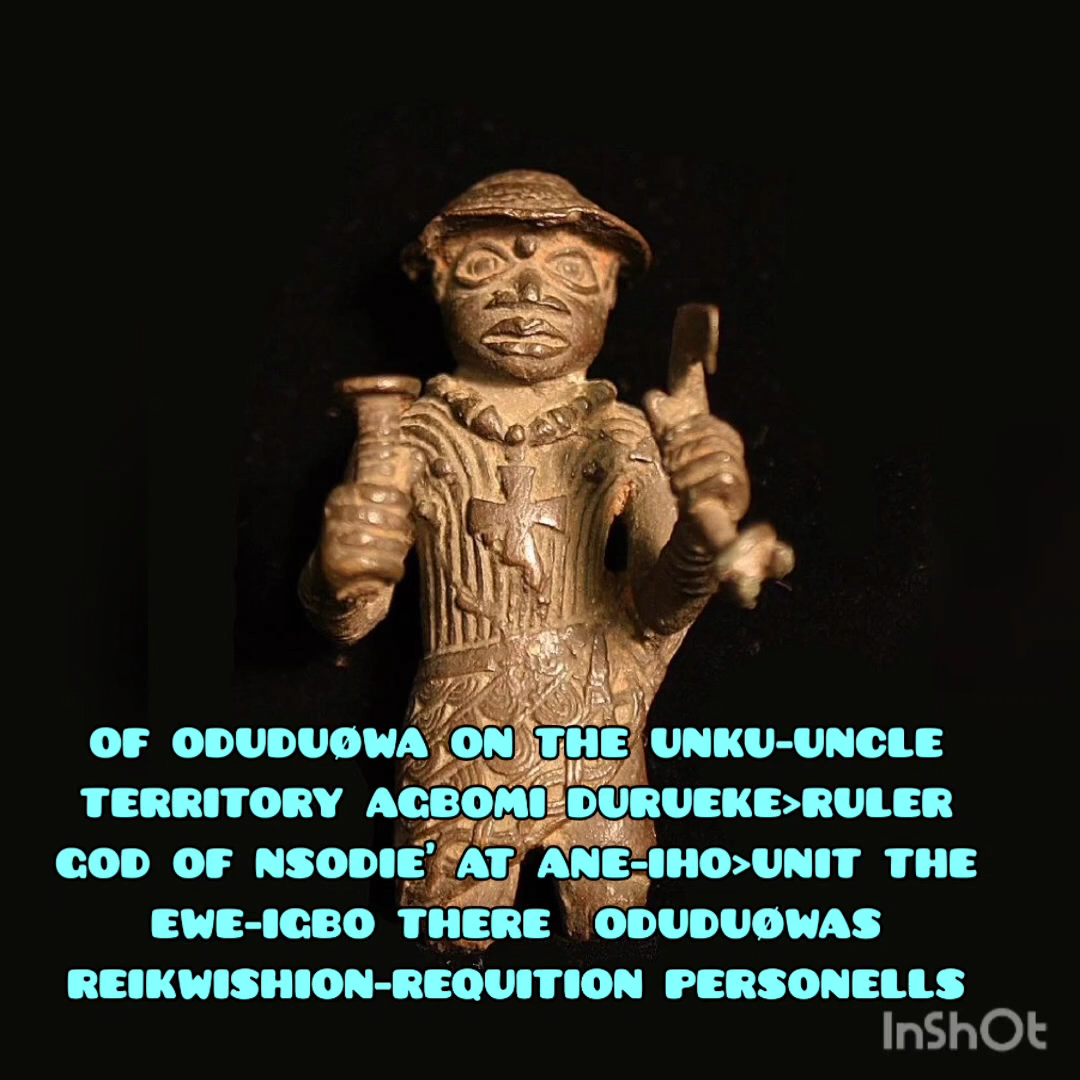 OF ODUDUØWA ON THE UNKU-UNCLE
TERRITORY AGBOMI DURUEKE>RULER
GOD OF NSODIE' AT ANE-IHO>UNIT THE
EWE-IGBO THERE ODUDUØWAS
REIKWISHION-REQUITION PERSONELLS
InShOt